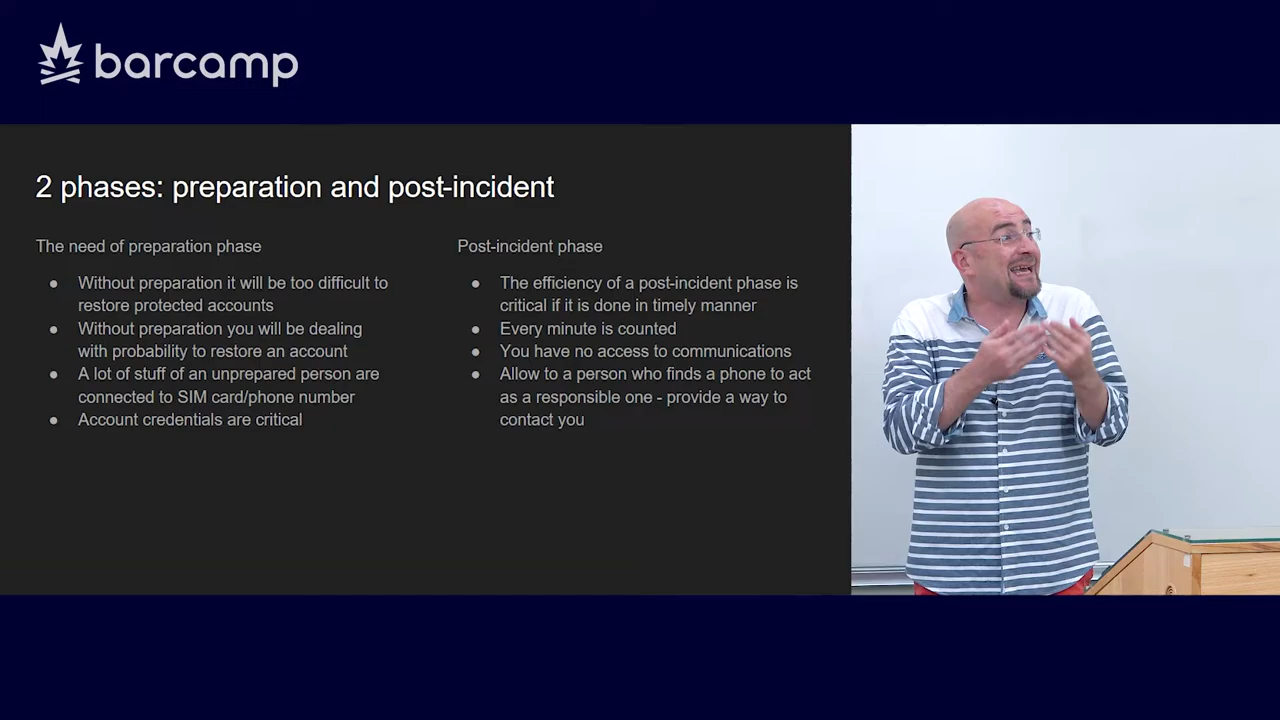 barcamp
2 phases: preparation and post-incident
The need of preparation phase
● Without preparation it will be too difficult to
restore protected accounts
● Without preparation you will be dealing
with probability to restore an account
● A lot of stuff of an unprepared person are
connected to SIM card/phone number
● Account credentials are critical
Post-incident phase
● The efficiency of a post-incident phase is
critical if it is done in timely manner
● Every minute is counted
● You have no access to communications
● Allow to a person who finds a phone to act
as a responsible one - provide a way to
contact you